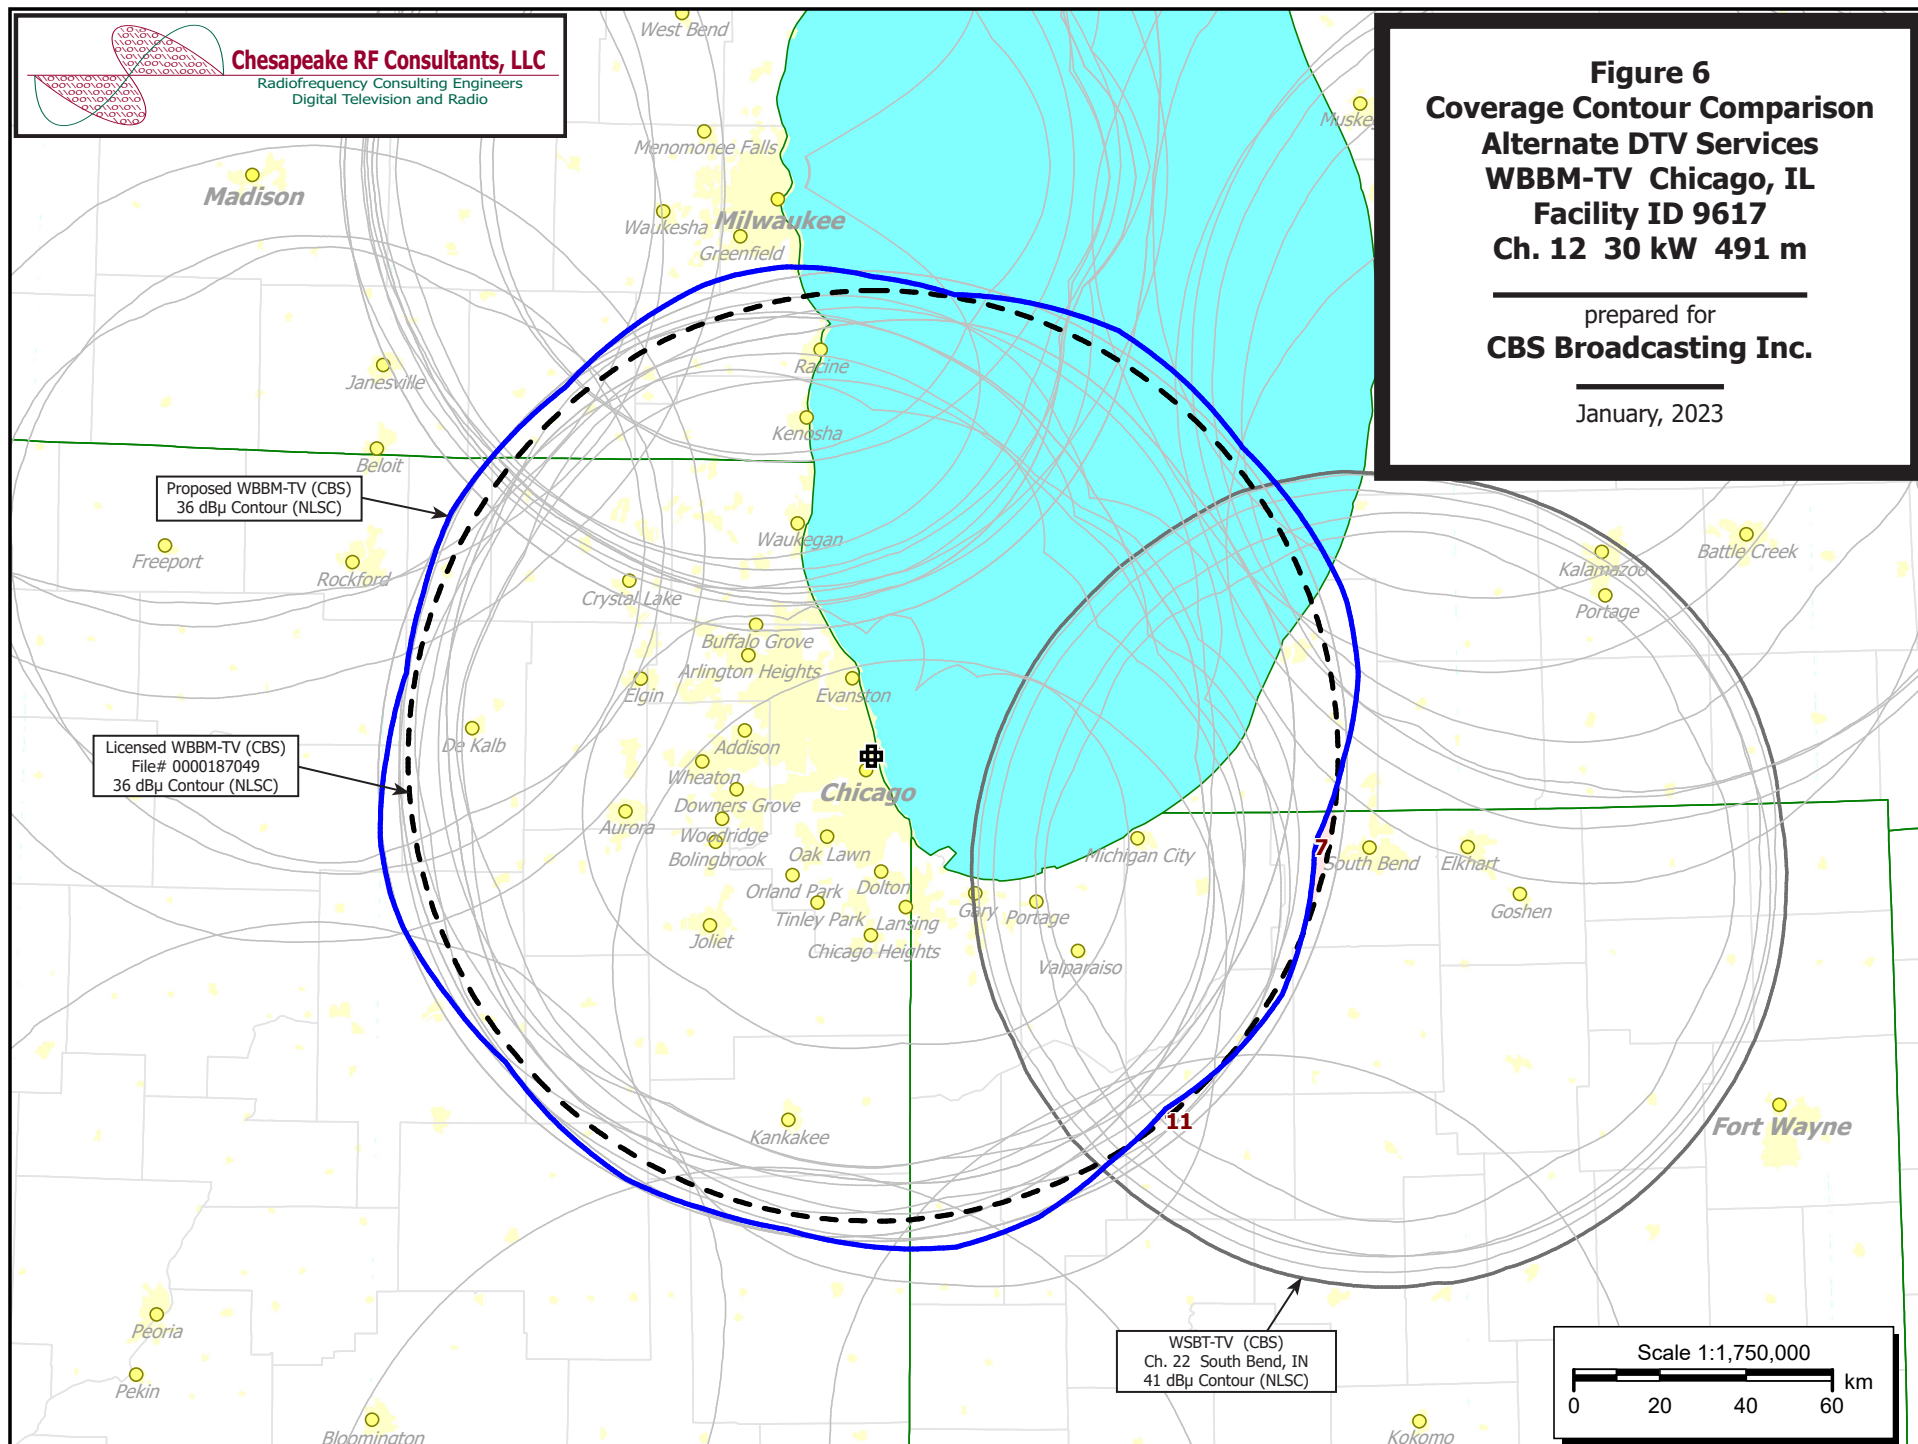 Chesapeake RF Consultants, LLC
Radiofrequency Consulting Engineers
Digital Television and Radio
Figure 6
Coverage Contour Comparison
Alternate DTV Services
WBBM-TV Chicago, IL
Facility ID 9617
Ch. 12 30 kW 491 m
prepared for
CBS Broadcasting Inc.
January, 2023
West Bend
Menomonee Falls
Madison
Waukesha
Milwaukee
Greenfield
Racine
Janesville
Kenosha
Beloit
Proposed WBBM-TV (CBS)
36 dBµ Contour (NLSC)
Waukegan
Freeport
Rockford
Crystal Lake
Battle Creek
Kalamazoo
Portage
Buffalo Grove
Arlington Heights
Elgin
Evanston
De Kalb
Addison
Licensed WBBM-TV (CBS)
File# 0000187049
36 dBµ Contour (NLSC)
Wheaton
Chicago
Downers Grove
Aurora
Woodridge
Bolingbrook
Oak Lawn
Michigan City
7
South Bend
Elkhart
Orland Park
Dolton
Tinley Park
Lansing
Gary
Portage
Goshen
Joliet
Chicago Heights
Valparaiso
Kankakee
11
Fort Wayne
Peoria
Pekin
Bloomington
Kokomo
WSBT-TV (CBS)
Ch. 22 South Bend, IN
41 dBµ Contour (NLSC)
Scale 1:1,750,000
km
0 20 40 60